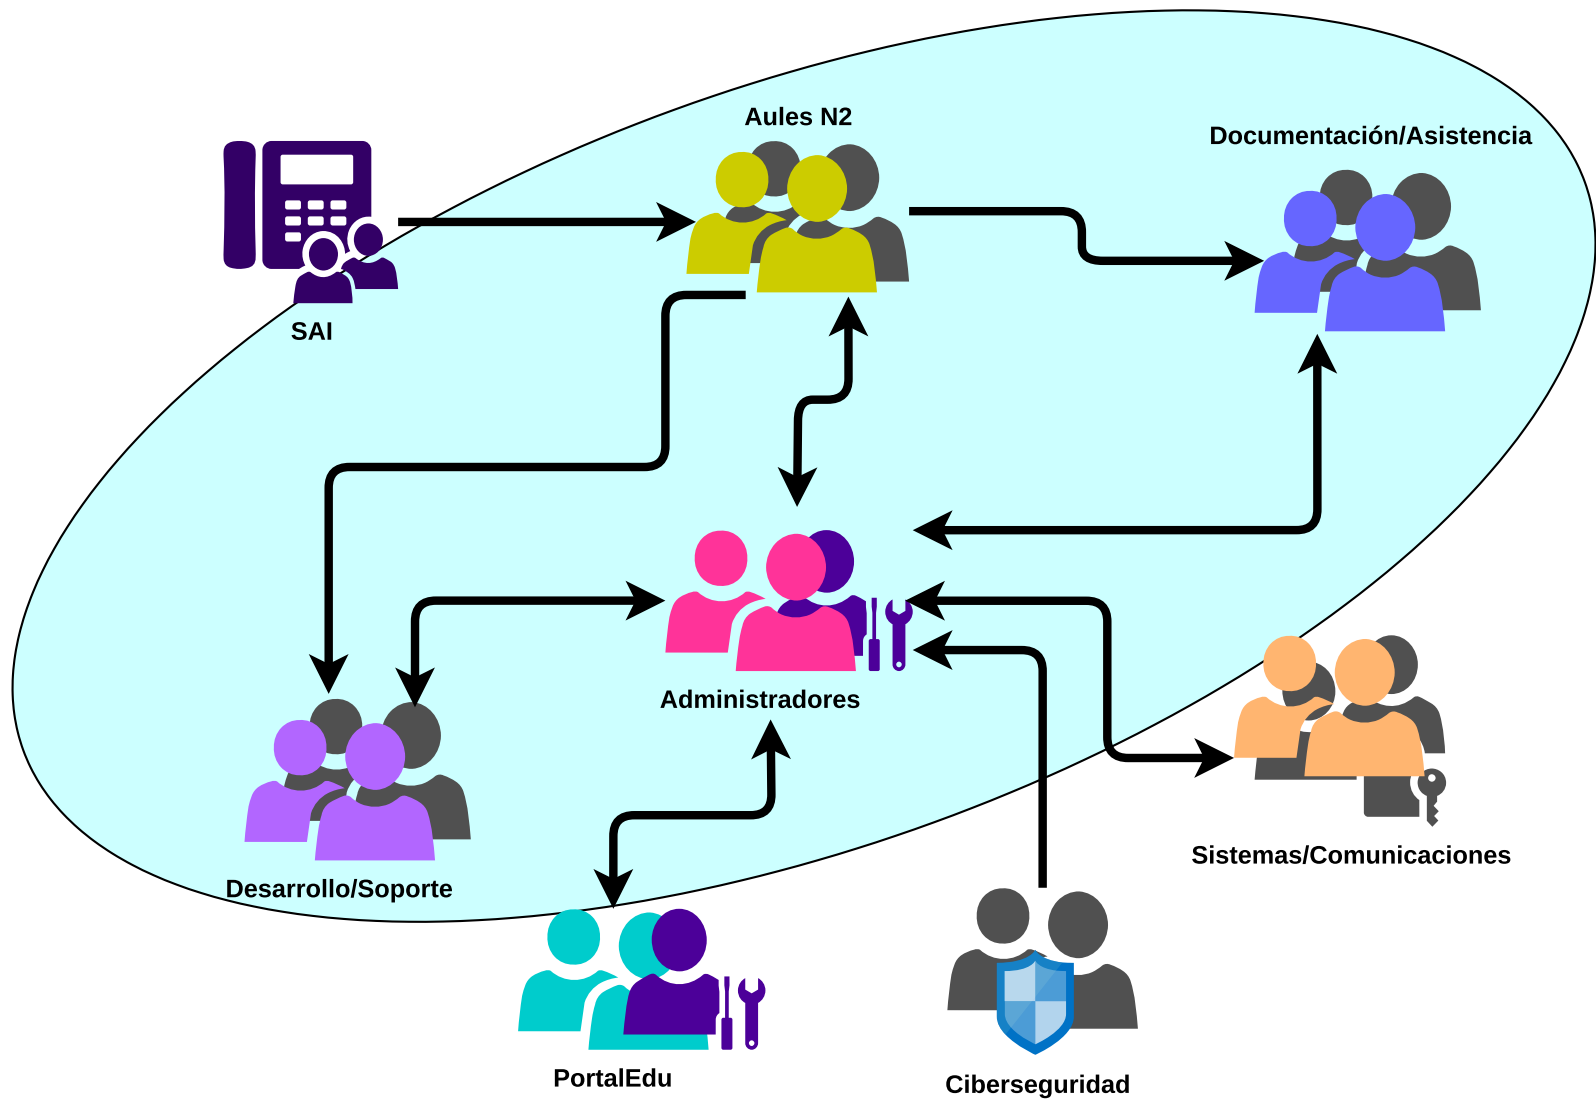 Aules N2
Documentación/Asistencia
SAI
Administradores
Sistemas/Comunicaciones
Desarrollo/Soporte
PortalEdu
Ciberseguridad